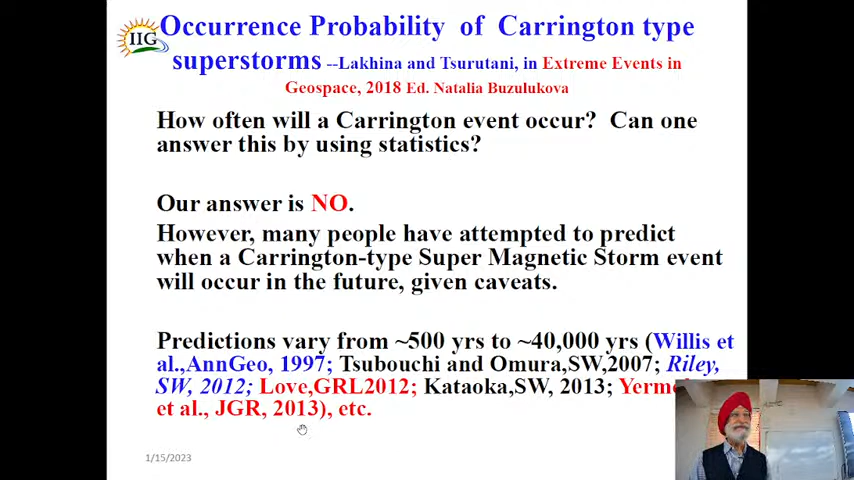 IIG
Occurrence Probability of Carrington type
superstorms --Lakhina and Tsurutani, in Extreme Events in
Geospace, 2018 Ed. Natalia Buzulukova
How often will a Carrington event occur? Can one
answer this by using statistics?
Our answer is NO.
However, many people have attempted to predict
when a Carrington-type Super Magnetic Storm event
will occur in the future, given caveats.
Predictions vary from ~500 yrs to ~40,000 yrs (Willis et
al.,AnnGeo, 1997; Tsubouchi and Omura,SW,2007; Riley,
SW, 2012; Love,GRL2012; Kataoka,SW, 2013;
et al., JGR, 2013), etc.
1/15/2023